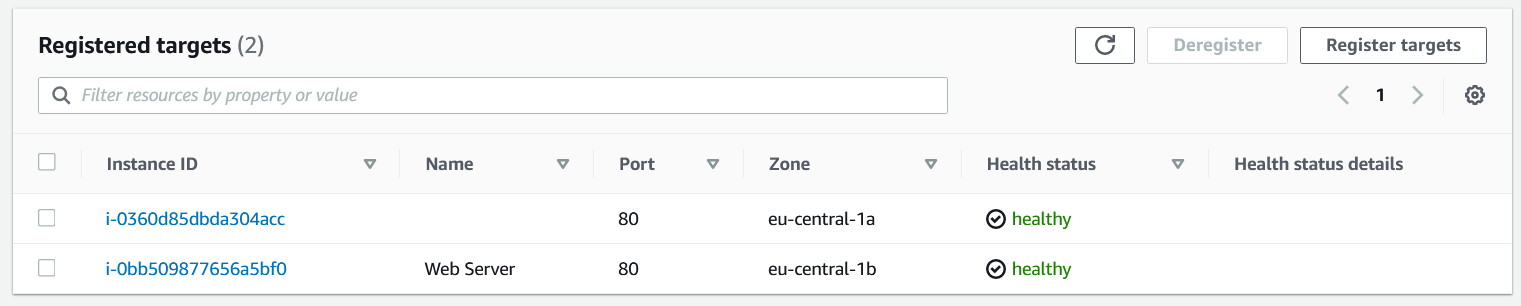 Registered targets (2)
Deregister
Register targets
Filter resources by property or value
1
Instance ID Name Port Zone Health status Health status details
i-0360d85dbda304acc 80 eu-central-1a healthy
i-0bb509877656a5bf0 Web Server 80 eu-central-1b healthy